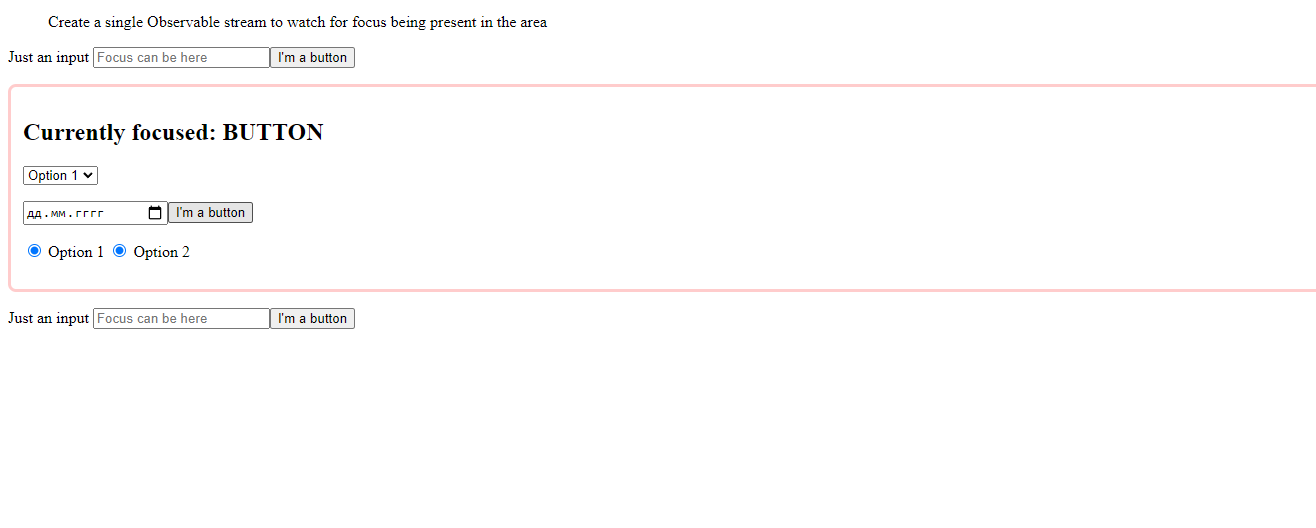 Create a single Observable stream to watch for focus being present in the area
Just an input Focus can be here I'm a button
Currently focused: BUTTON
Option 1
дд.мм.гггг I'm a button
Option 1 Option 2
Just an input Focus can be here I'm a button